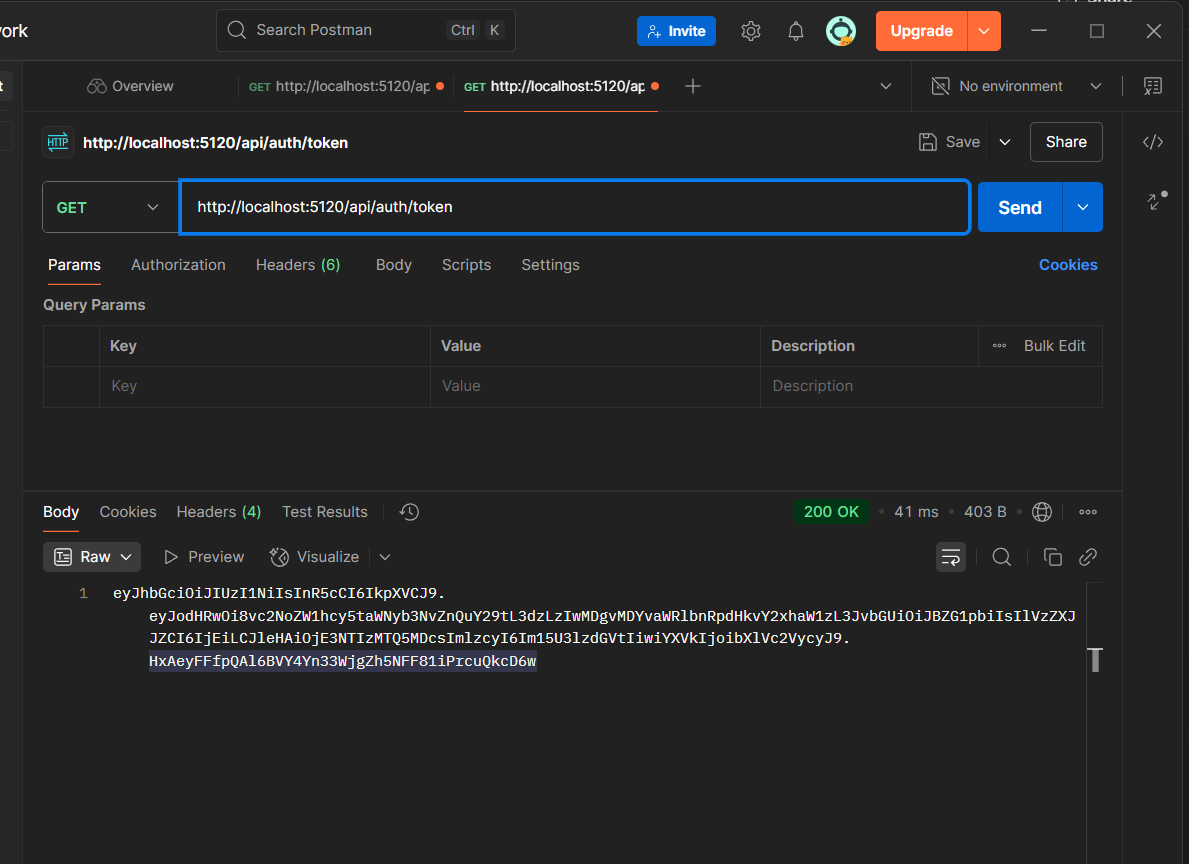 ork
Search Postman
Ctrl
K
Invite
Upgrade
Overview
GET http://localhost:5120/ap
GET http://localhost:5120/ap
No environment
HTTP
http://localhost:5120/api/auth/token
Save
Share
GET
http://localhost:5120/api/auth/token
Send
Params
Authorization
Headers (6)
Body
Scripts
Settings
Cookies
Query Params
Key
Value
Description
Bulk Edit
Key
Value
Description
Body
Cookies
Headers (4)
Test Results
200 OK
41 ms
403 B
Raw
Preview
Visualize
1
eyJhbGciOiJIUzI1NiIsInR5cCI6IkpXVCJ9.
eyJodHRwOi8vc2NoZW1hcy5taWNyb3NvZnQuY29tL3dzLzIwMDgvMDYvaWRlbnRpdHkvY2xhaW1zL3JvbGUiOiJBZG1pbiIsIlVzZXJ
JZCI6IjEiLCJleHAiOjE3NTIzMTQ5MDcsImlzcyI6Im15U3lzdGVtIiwiYXVkIjoibXlVc2VycyJ9.
HxAeyFFfpQAl6BVY4Yn33WjgZh5NFF81iPrcuQkcD6w